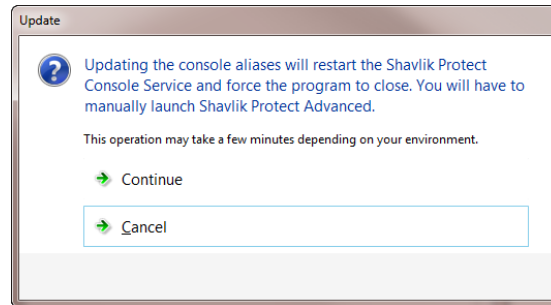 Update
Updating the console aliases will restart the Shavlik Protect
Console Service and force the program to close. You will have to
manually launch Shavlik Protect Advanced.
This operation may take a few minutes depending on your environment.
Continue
Cancel